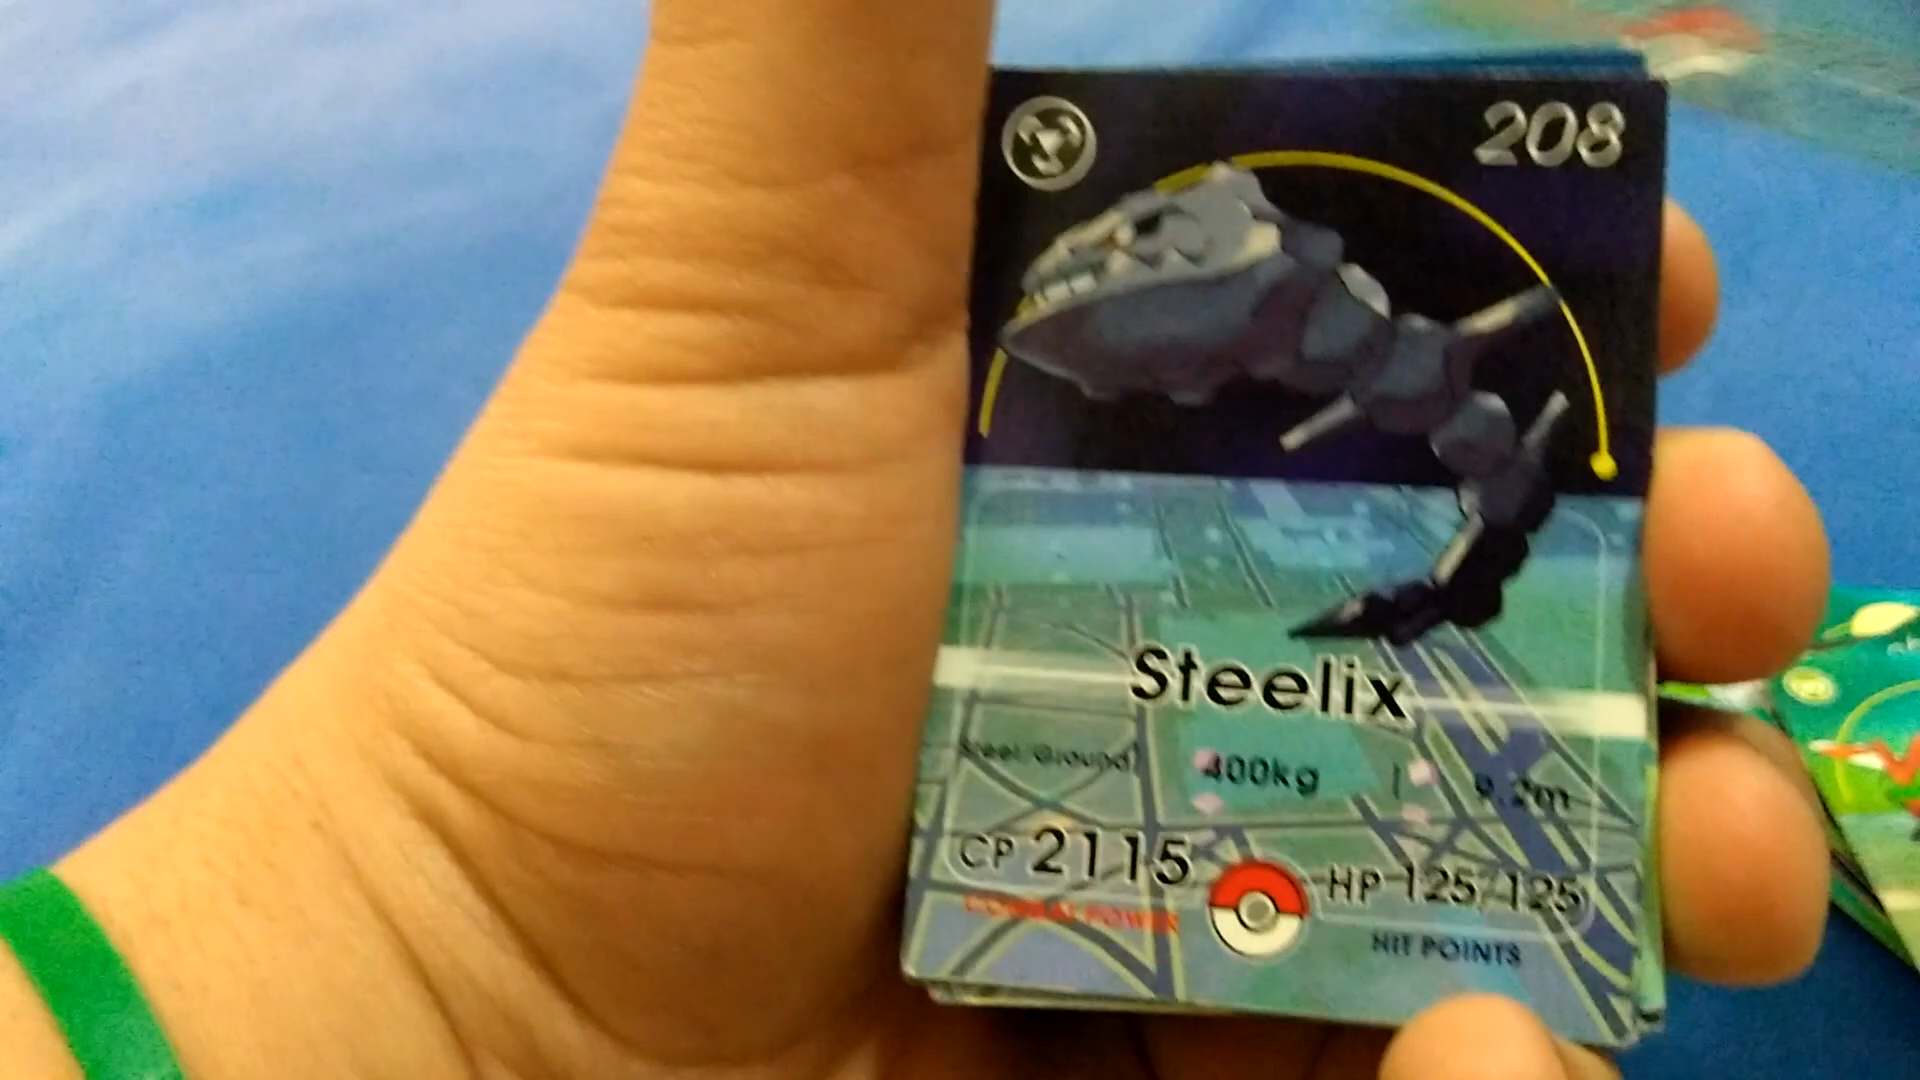 208
Steelix
Steel/Ground
400kg | 9.2m
CP 2115
HP 125/125
COMBAT POWER
HIT POINTS